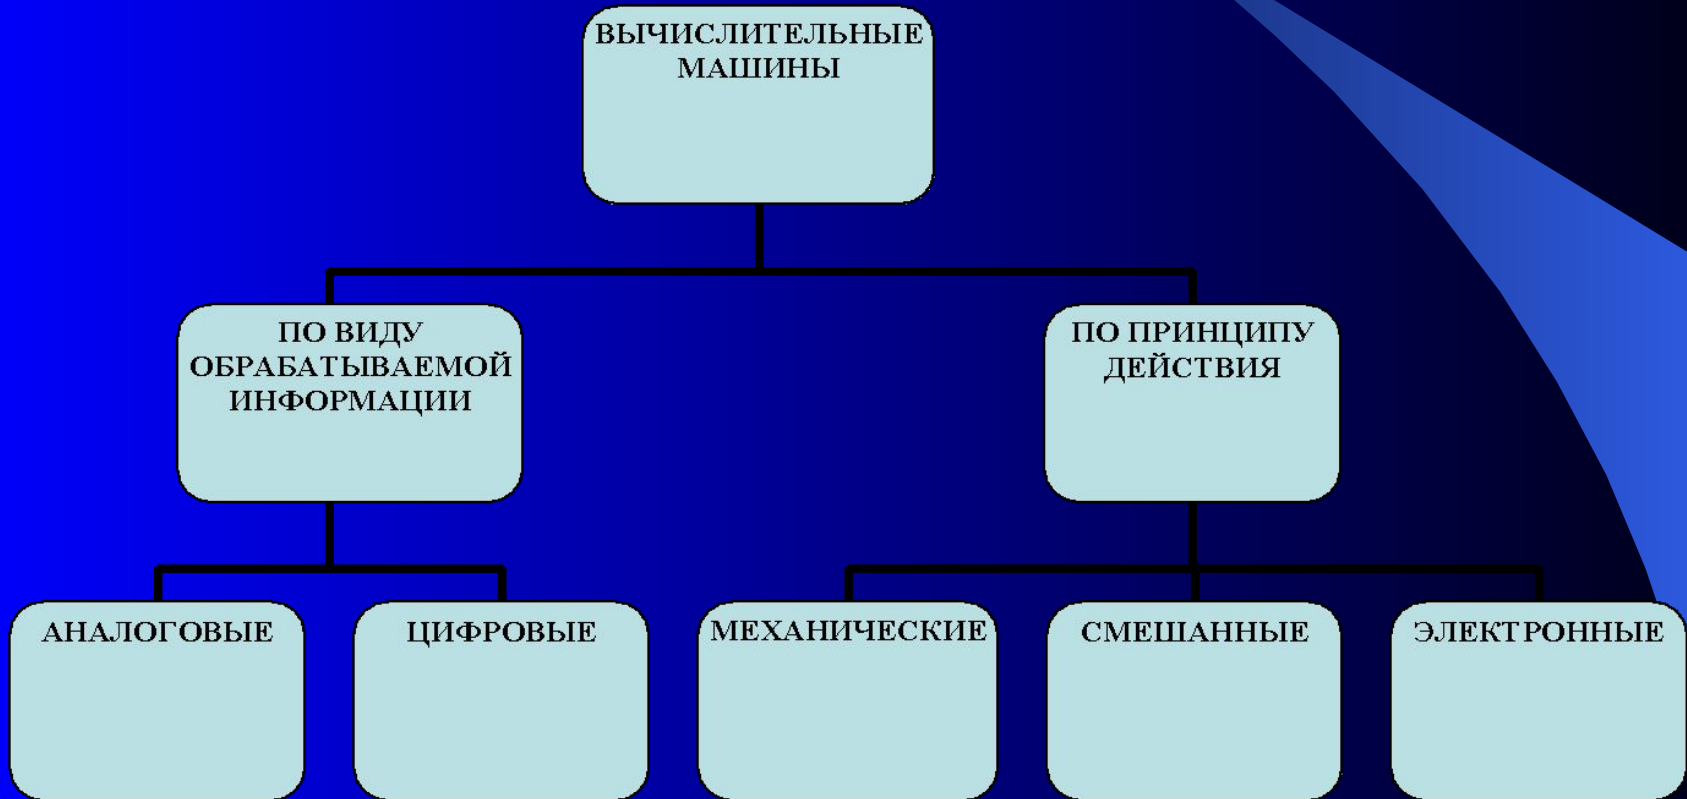 ВЫЧИСЛИТЕЛЬНЫЕ
МАШИНЫ
ПО ВИДУ
ОБРАБАТЫВАЕМОЙ
ИНФОРМАЦИИ
ПО ПРИНЦИПУ
ДЕЙСТВИЯ
АНАЛОГОВЫЕ
ЦИФРОВЫЕ
МЕХАНИЧЕСКИЕ
СМЕШАННЫЕ
ЭЛЕКТРОННЫЕ